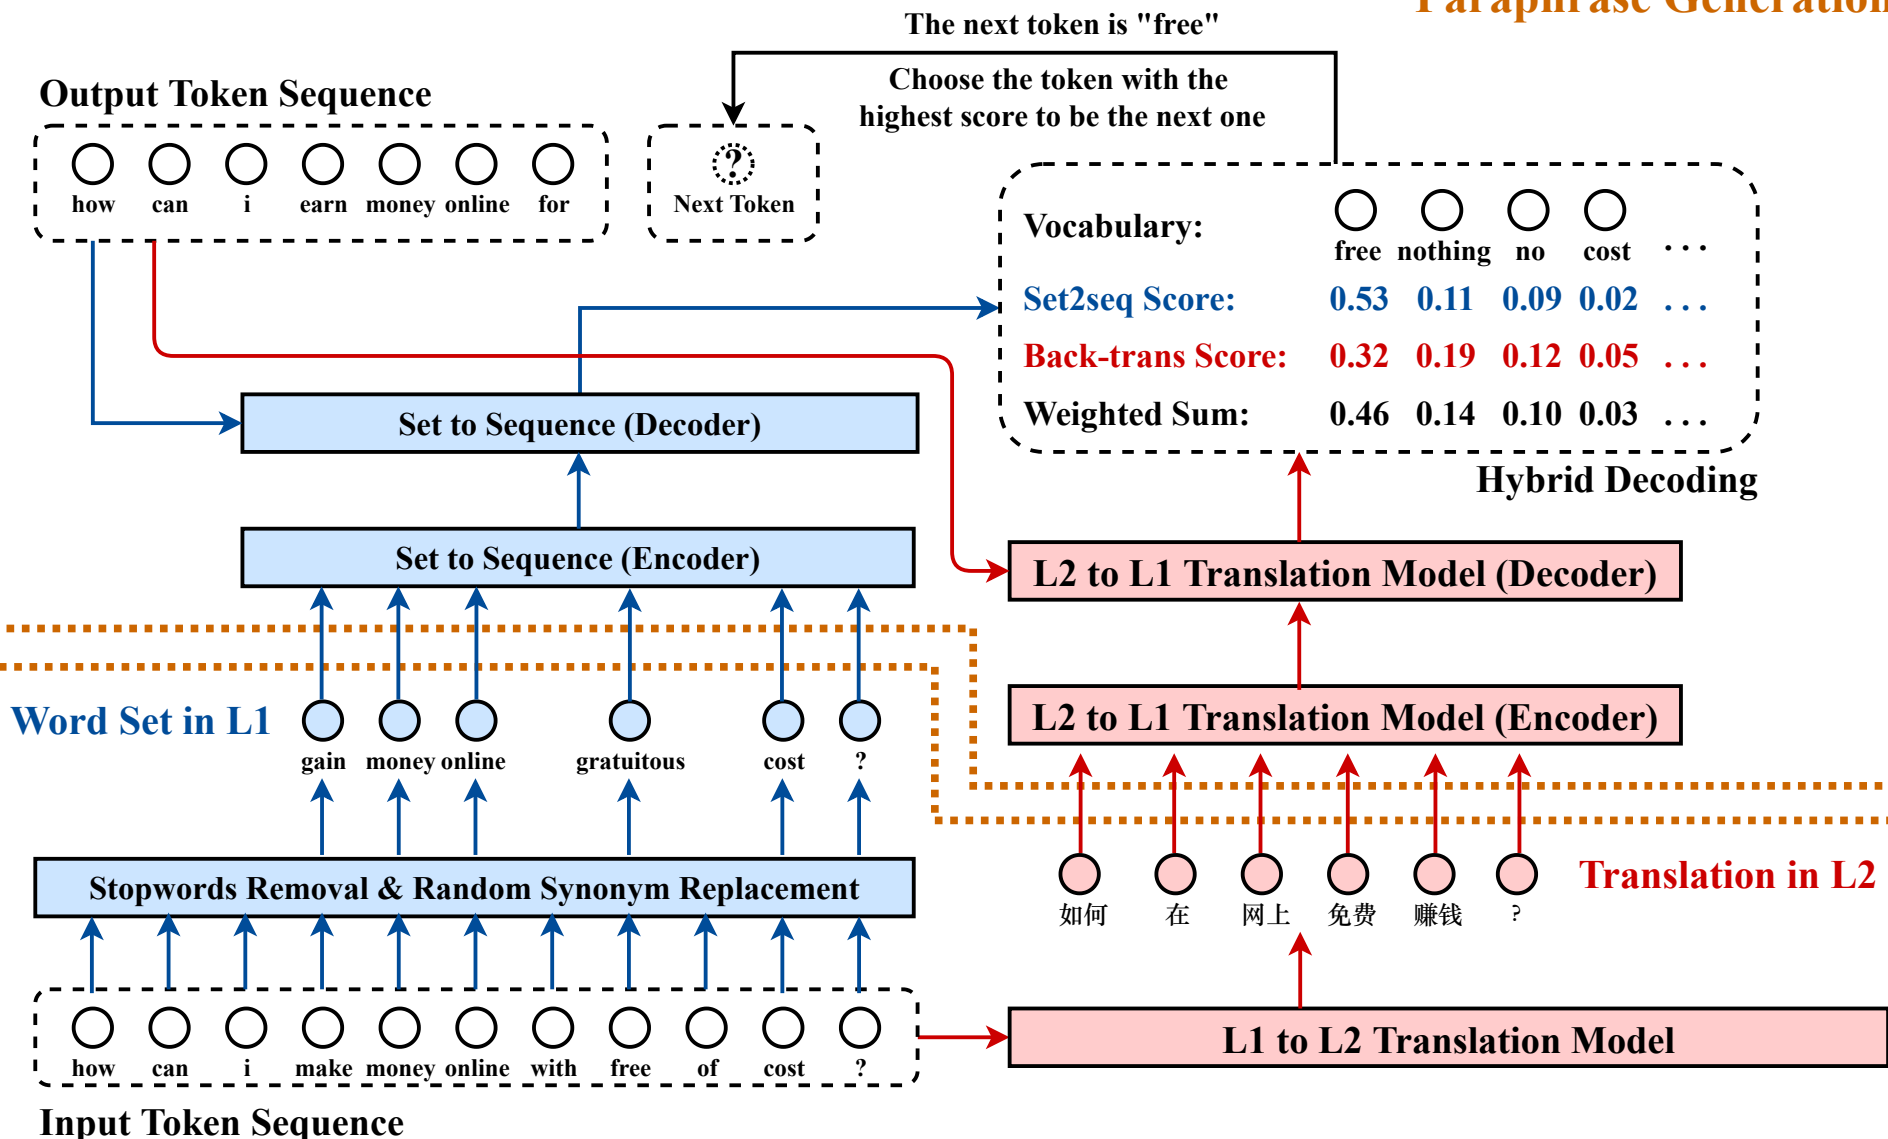 Paraphrase Generation
The next token is "free"
Choose the token with the
highest score to be the next one
Output Token Sequence
how can i earn money online for
?
Next Token
Vocabulary:
free nothing no cost ...
Set2seq Score: 0.53 0.11 0.09 0.02 ...
Back-trans Score: 0.32 0.19 0.12 0.05 ...
Weighted Sum: 0.46 0.14 0.10 0.03 ...
Hybrid Decoding
Set to Sequence (Decoder)
Set to Sequence (Encoder)
L2 to L1 Translation Model (Decoder)
L2 to L1 Translation Model (Encoder)
Word Set in L1
gain money online gratuitous cost ?
Stopwords Removal & Random Synonym Replacement
Translation in L2
如何 在 网上 免费 赚钱 ?
how can i make money online with free of cost ?
L1 to L2 Translation Model
Input Token Sequence